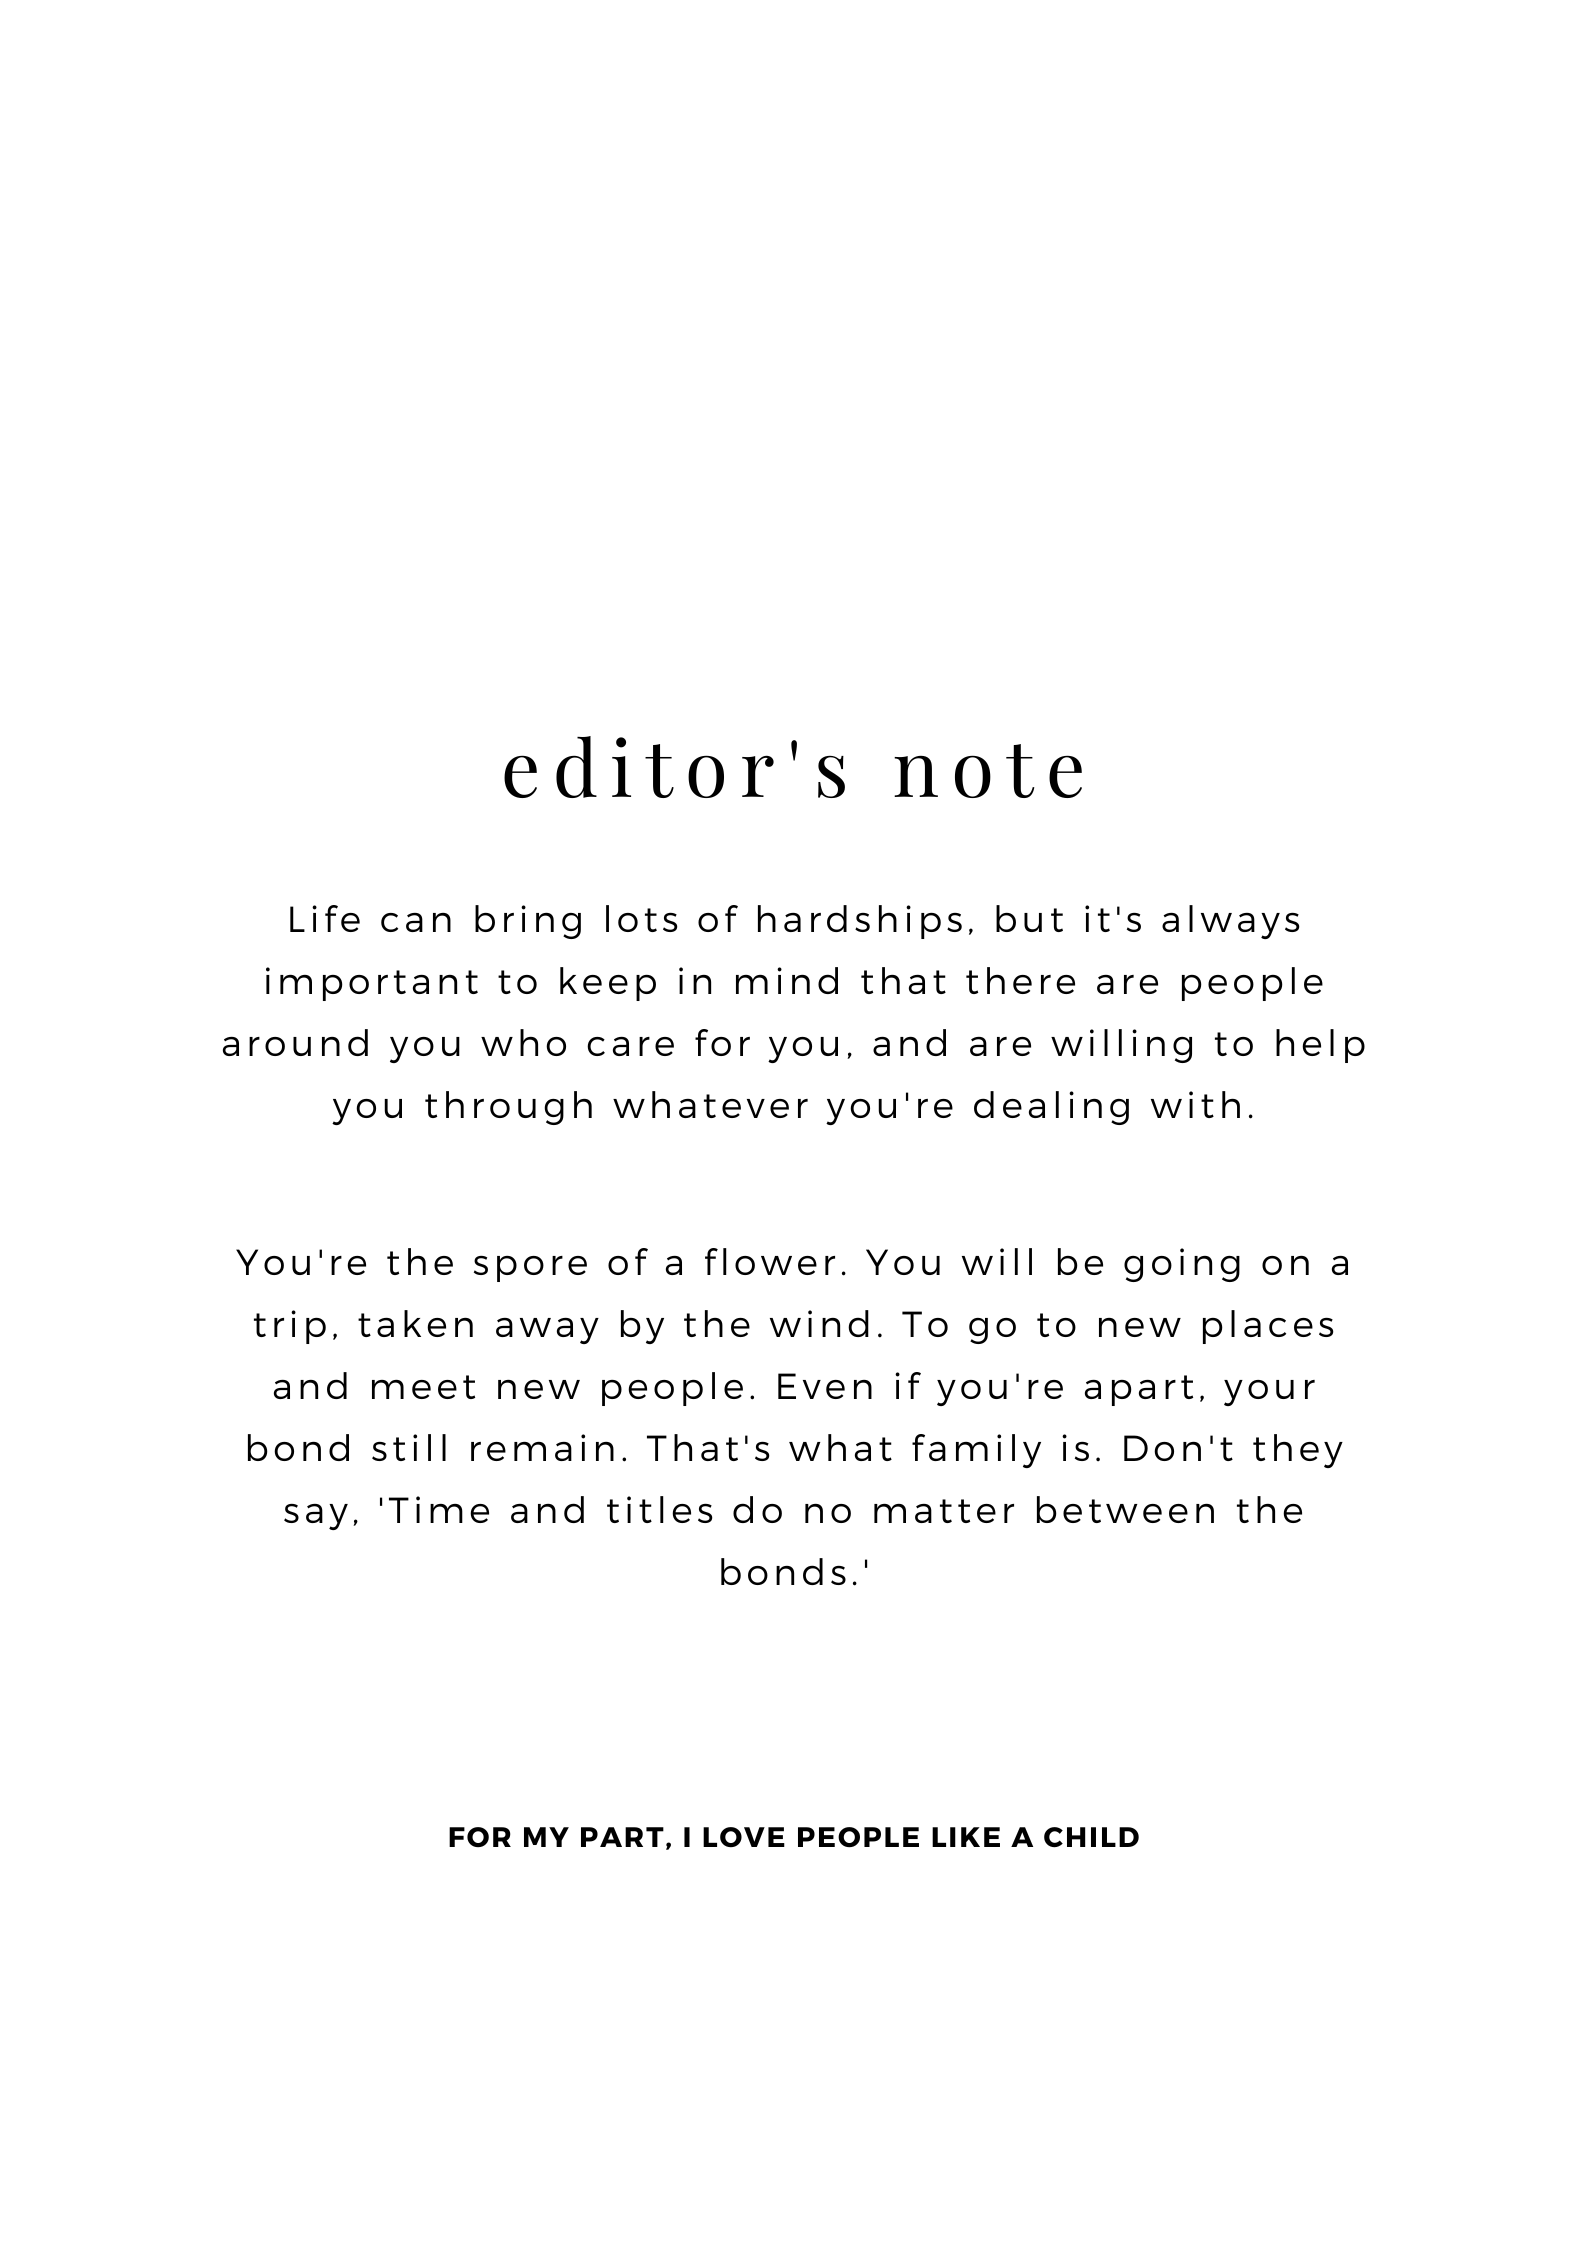 editor's note
Life can bring lots of hardships, but it's always
important to keep in mind that there are people
around you who care for you, and are willing to help
you through whatever you're dealing with.
You're the spore of a flower. You will be going on a
trip, taken away by the wind. To go to new places
and meet new people. Even if you're apart, your
bond still remain. That's what family is. Don't they
say, 'Time and titles do no matter between the
bonds.'
FOR MY PART, I LOVE PEOPLE LIKE A CHILD